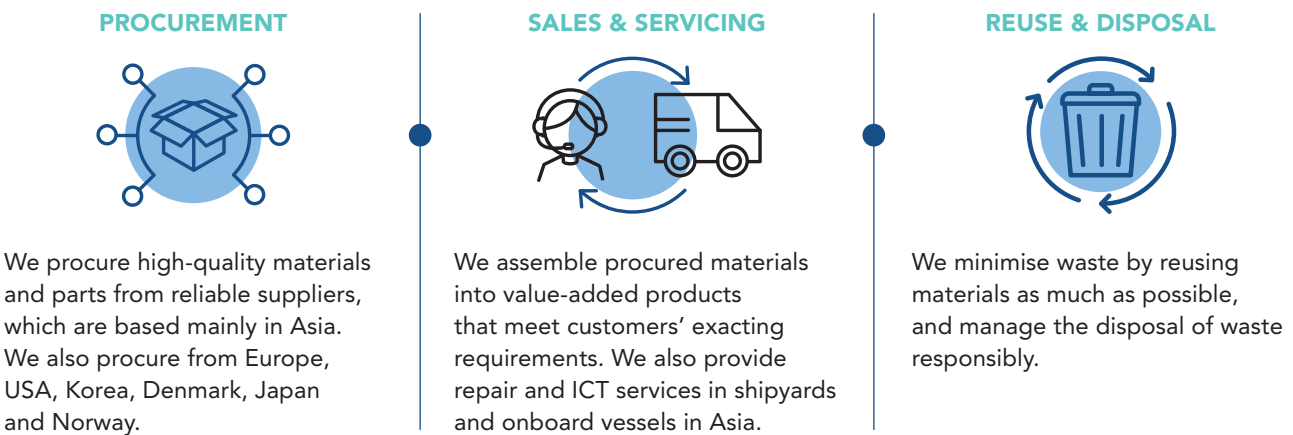 PROCUREMENT
We procure high-quality materials
and parts from reliable suppliers,
which are based mainly in Asia.
We also procure from Europe,
USA, Korea, Denmark, Japan
and Norway.
SALES & SERVICING
We assemble procured materials
into value-added products
that meet customers’ exacting
requirements. We also provide
repair and ICT services in shipyards
and onboard vessels in Asia.
REUSE & DISPOSAL
We minimise waste by reusing
materials as much as possible,
and manage the disposal of waste
responsibly.